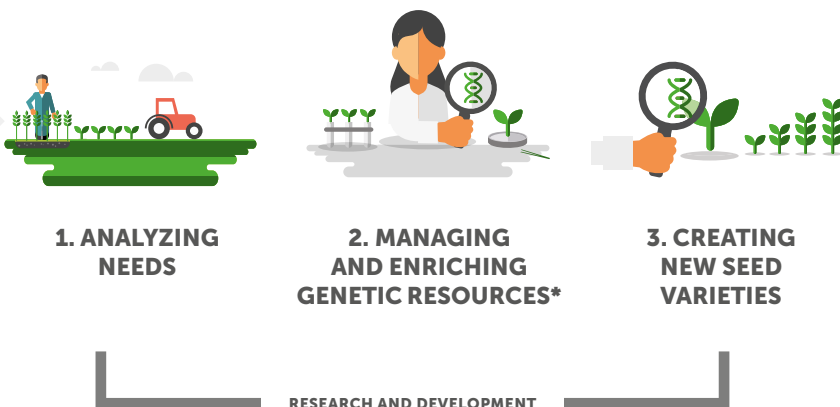 1. ANALYZING
NEEDS
2. MANAGING
AND ENRICHING
GENETIC RESOURCES*
3. CREATING
NEW SEED
VARIETIES
RESEARCH AND DEVELOPMENT